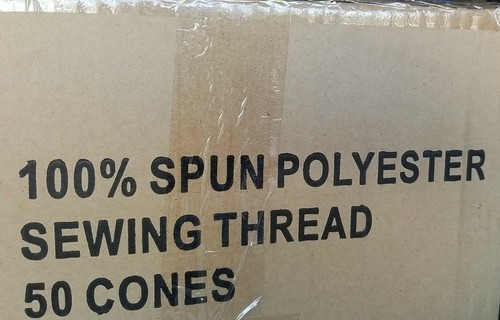 100% SPUN POLYESTER
SEWING THREAD
50 CONES